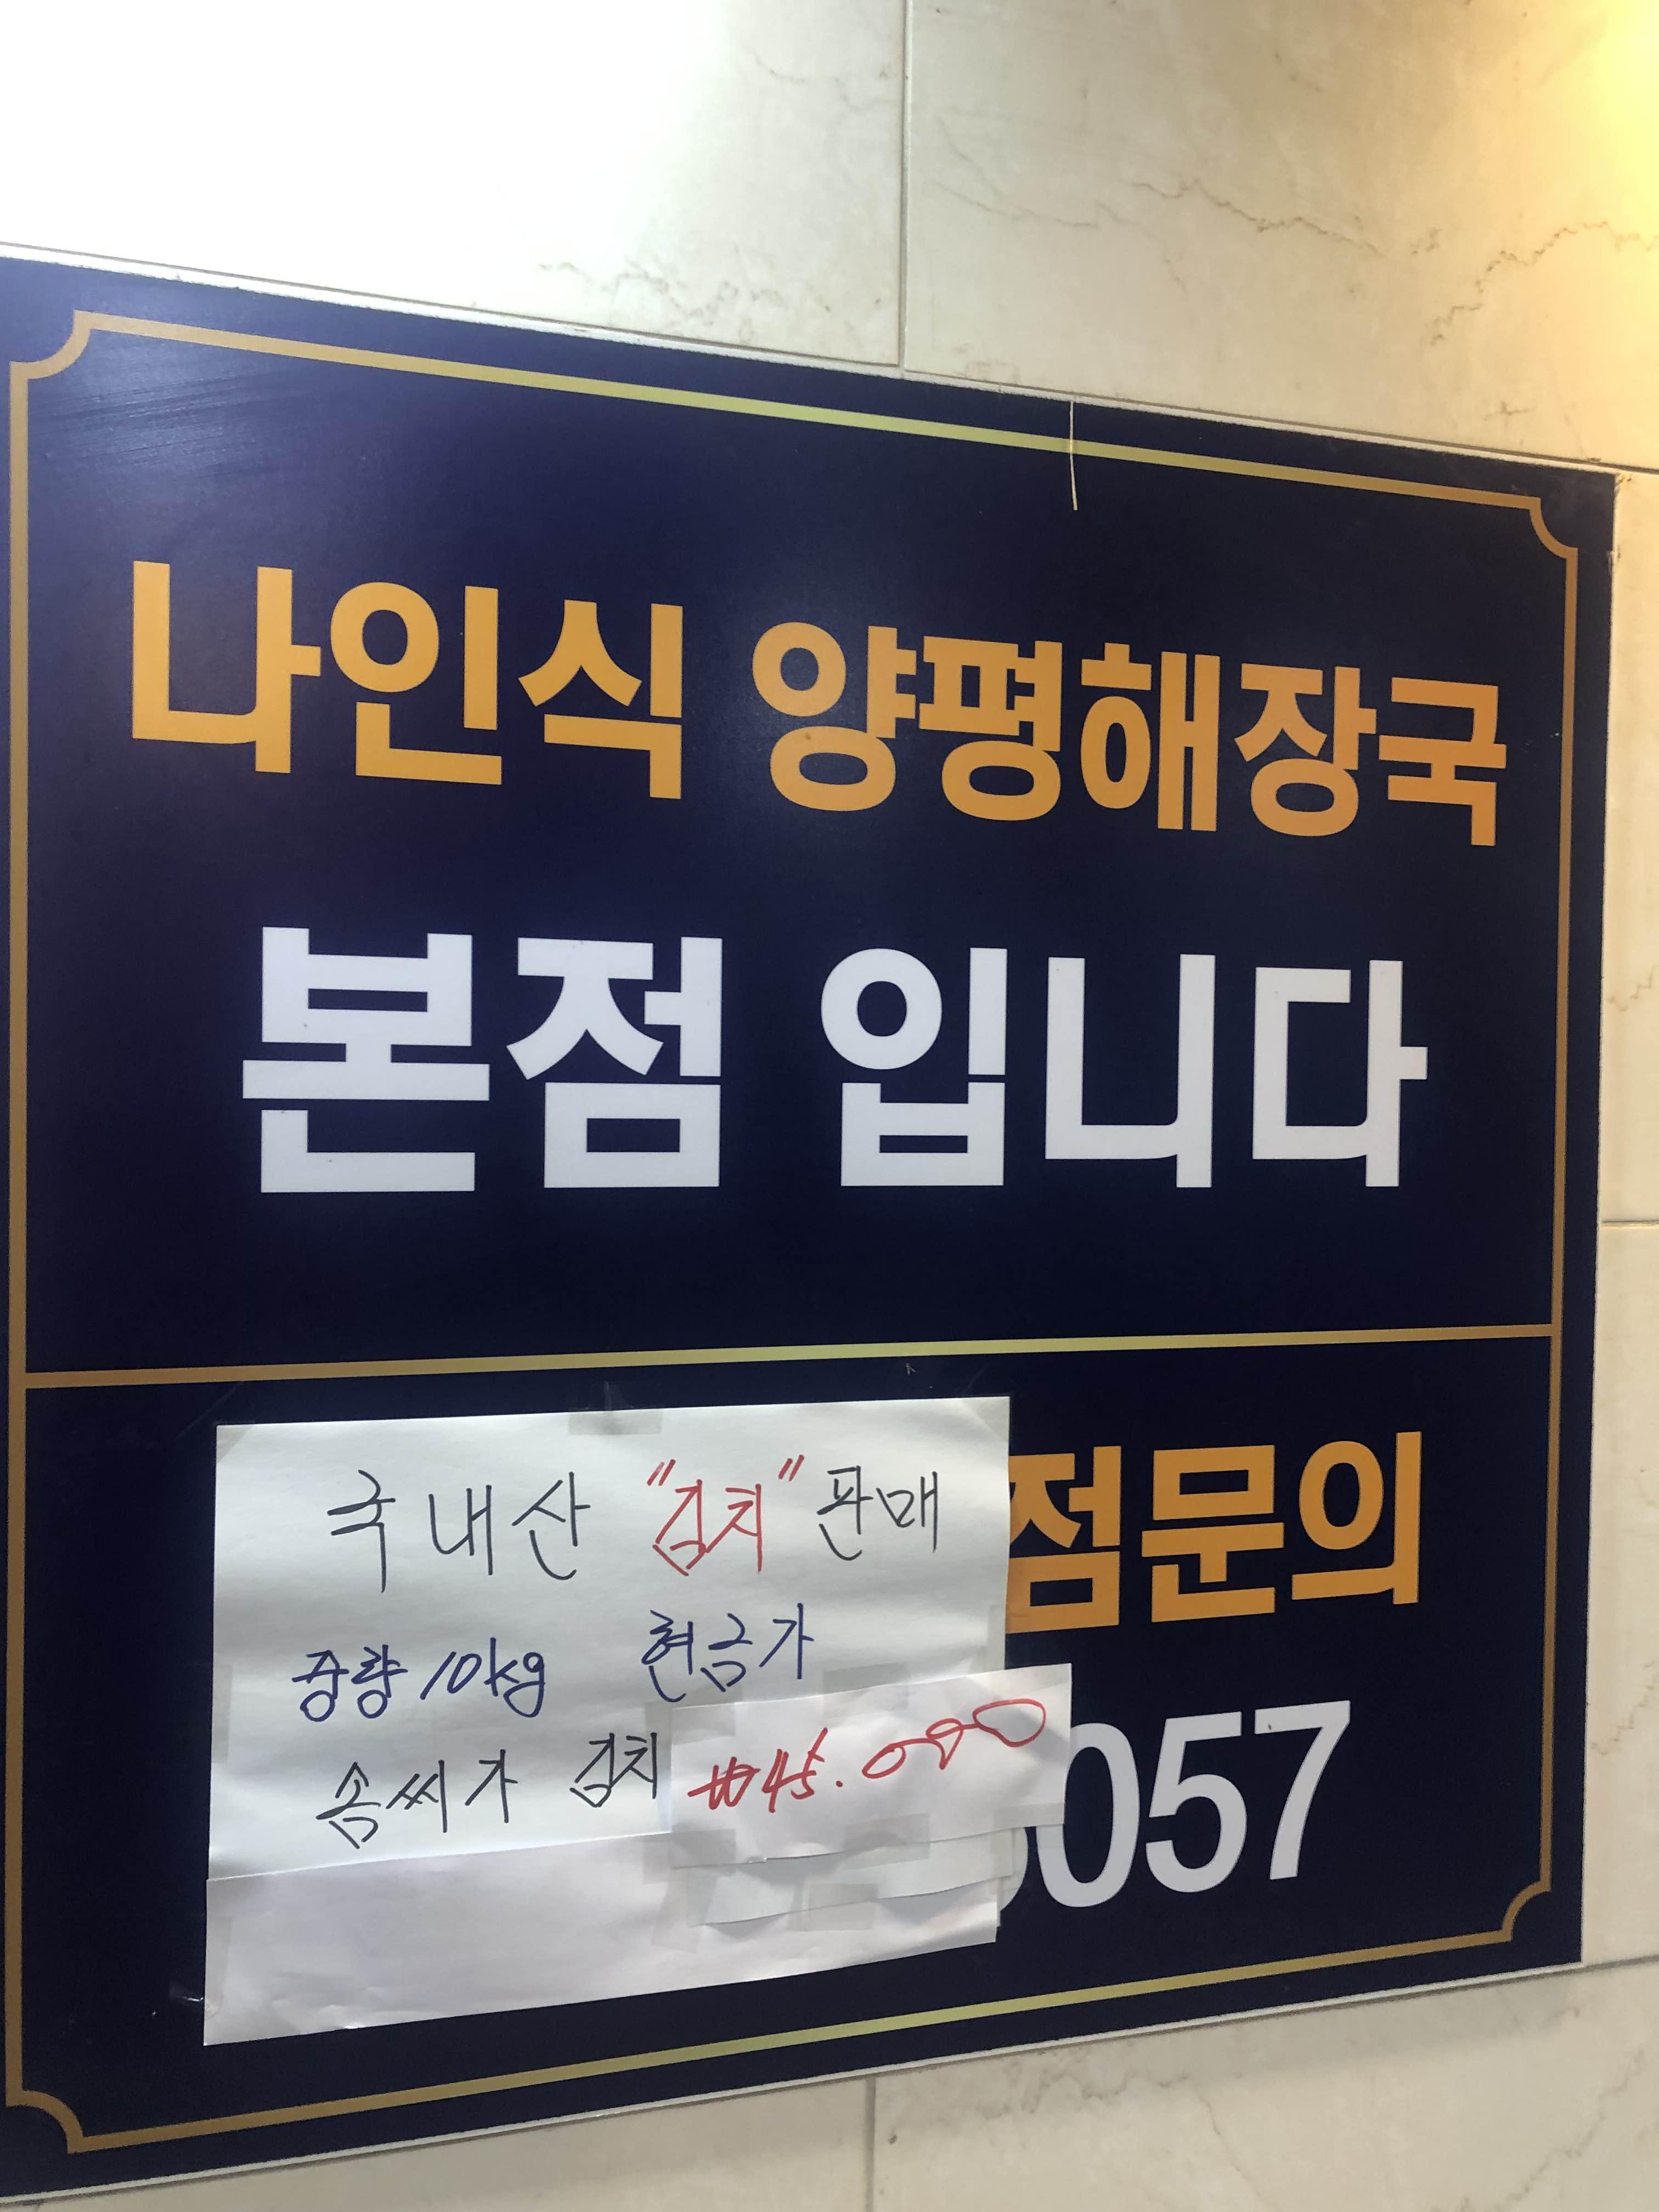 나인식 양평해장국
본점 입니다
점문의
057
국내산 "김치" 판매
중량 10kg 현금가
솜씨가 김치 ₩45.000